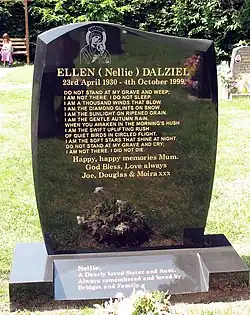 ELLEN (Nellie) DALZIEL
23rd April 1930 - 4th October 1999
DO NOT STAND AT MY GRAVE AND WEEP;
I AM NOT THERE. I DO NOT SLEEP.
I AM A THOUSAND WINDS THAT BLOW.
I AM THE DIAMOND GLINTS ON SNOW.
I AM THE SUNLIGHT ON RIPENED GRAIN.
I AM THE GENTLE AUTUMN RAIN.
WHEN YOU AWAKEN IN THE MORNING'S HUSH
I AM THE SWIFT UPLIFTING RUSH
OF QUIET BIRDS IN CIRCLED FLIGHT.
I AM THE SOFT STARS THAT SHINE AT NIGHT.
DO NOT STAND AT MY GRAVE AND CRY;
I AM NOT THERE. I DID NOT DIE.
Happy, happy memories Mum.
God Bless, Love always
Joe, Douglas & Moira xxx
Nellie,
A Dearly loved Sister and Aunt.
Always remembered and loved by
Bridget and Family.